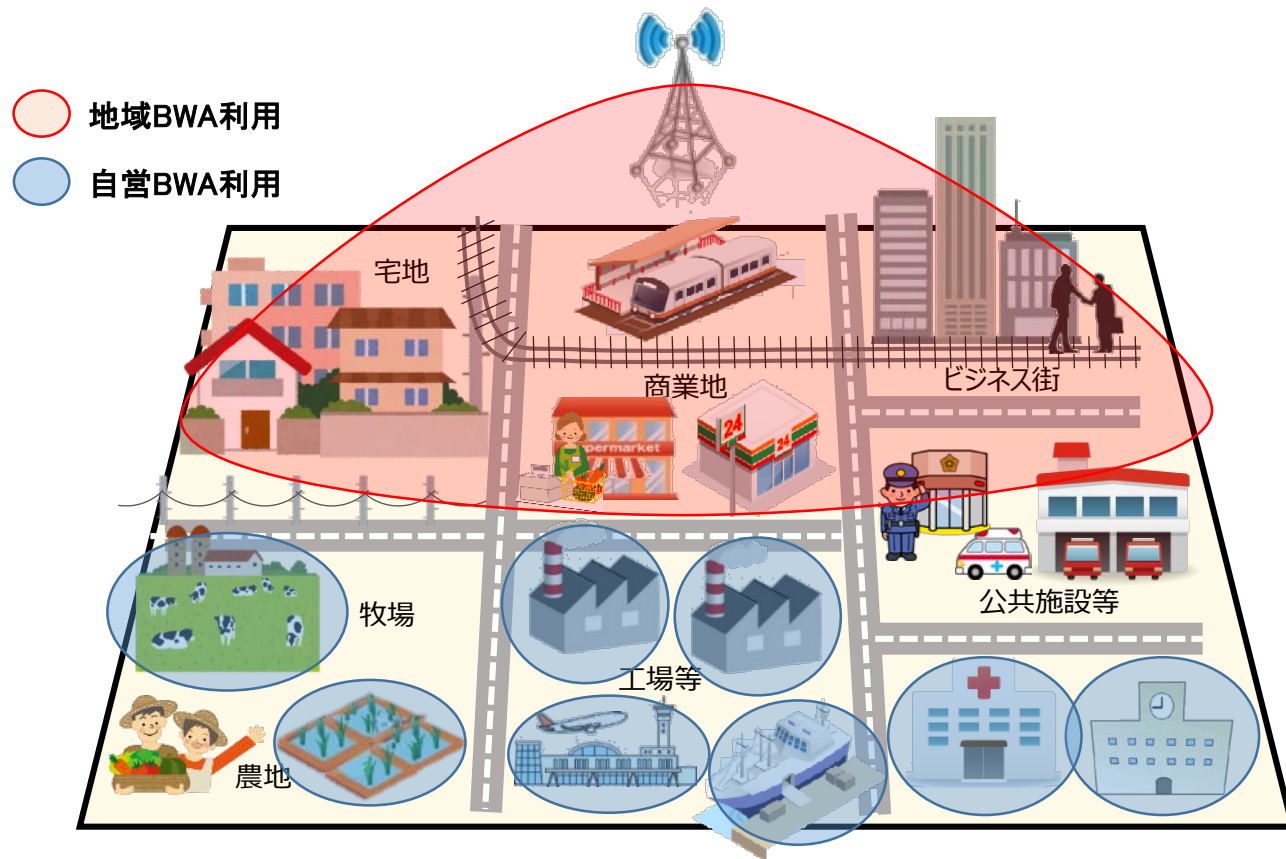 地域BWA利用
自営BWA利用
宅地
商業地
ビジネス街
24
24
permarket
公共施設等
牧場
工場等
農地